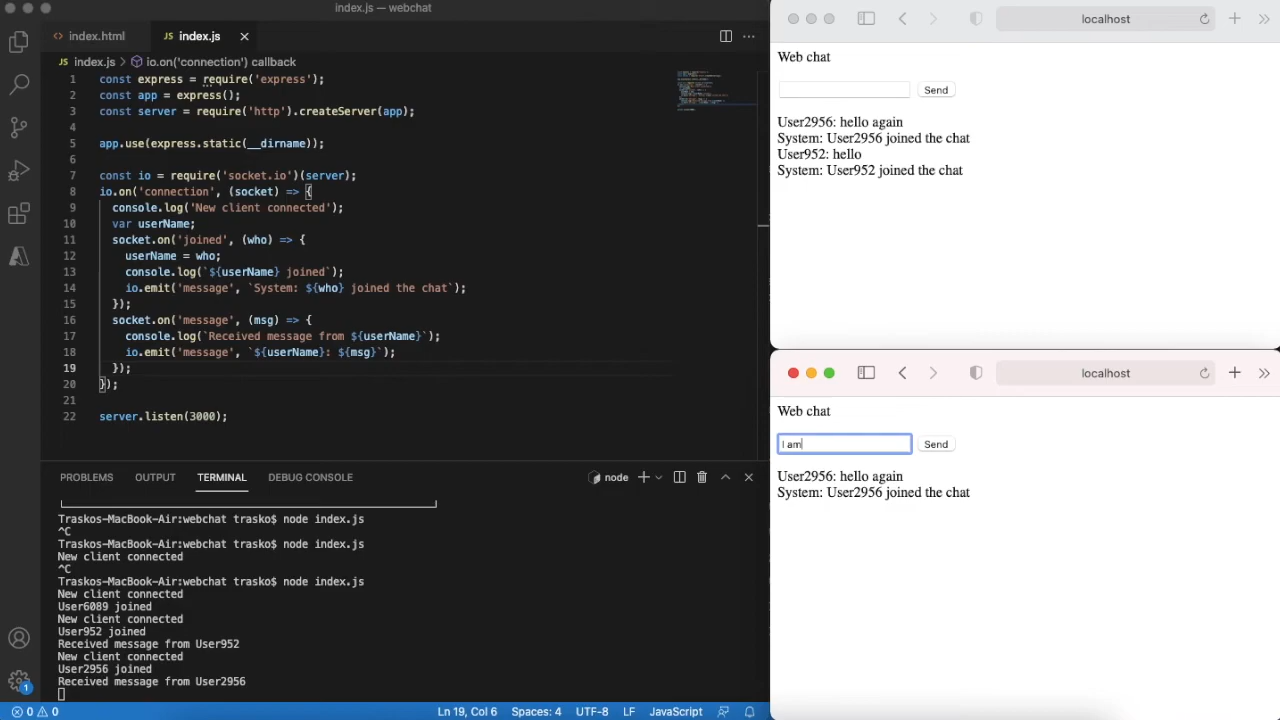 index.js — webchat
index.html
index.js
index.js > io.on('connection') callback
1 const express = require('express');
2 const app = express();
3 const server = require('http').createServer(app);
4
5 app.use(express.static(__dirname));
6
7 const io = require('socket.io')(server);
8 io.on('connection', (socket) => {
9 console.log('New client connected');
10 var userName;
11 socket.on('joined', (who) => {
12 userName = who;
13 console.log(`${userName} joined`);
14 io.emit('message', `System: ${who} joined the chat`);
15 });
16 socket.on('message', (msg) => {
17 console.log(`Received message from ${userName}`);
18 io.emit('message', `${userName}: ${msg}`);
19 });
20 });
21
22 server.listen(3000);
PROBLEMS OUTPUT TERMINAL DEBUG CONSOLE node
Traskos-MacBook-Air:webchat trasko$ node index.js
^C
Traskos-MacBook-Air:webchat trasko$ node index.js
New client connected
^C
Traskos-MacBook-Air:webchat trasko$ node index.js
New client connected
User6089 joined
New client connected
User952 joined
Received message from User952
New client connected
User2956 joined
Received message from User2956
1
0 0 Ln 19, Col 6 Spaces: 4 UTF-8 LF JavaScript
localhost
Web chat
Send
User2956: hello again
System: User2956 joined the chat
User952: hello
System: User952 joined the chat
localhost
Web chat
I am
Send
User2956: hello again
System: User2956 joined the chat